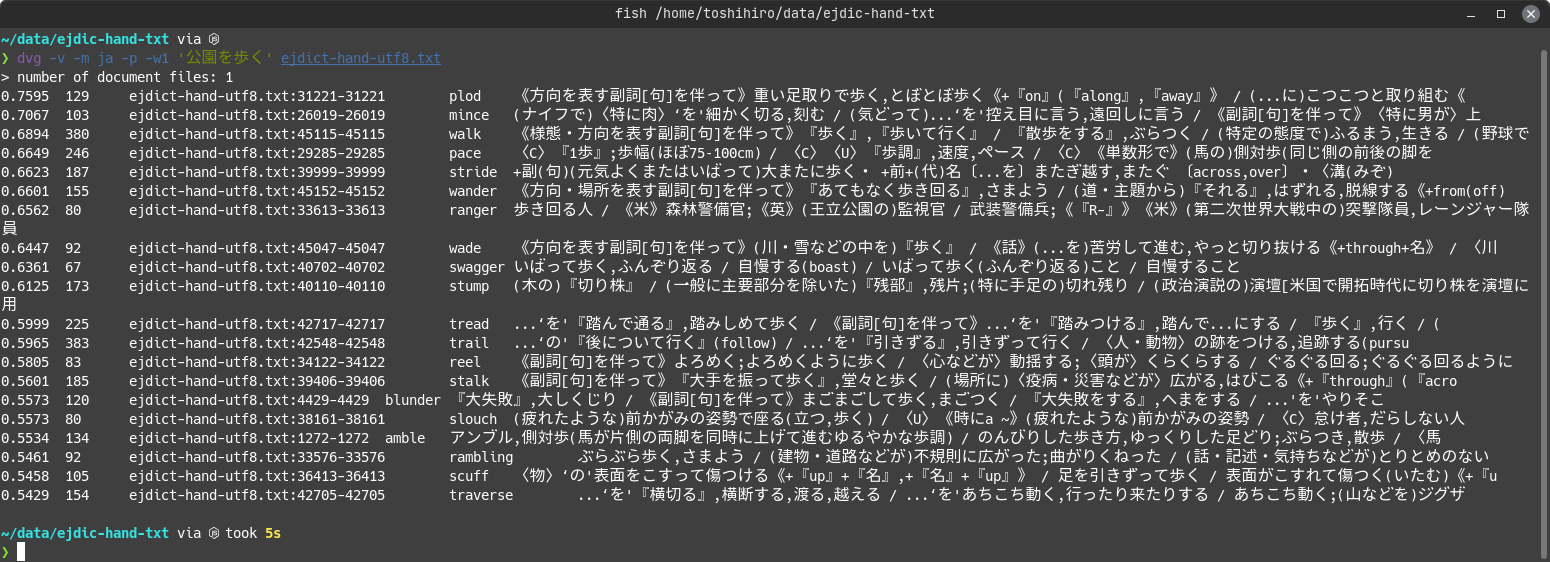 fish /home/toshihiro/data/ejdic-hand-txt
~/data/ejdic-hand-txt via
❯ dvg -v -m ja -p -w1 '公園を歩く' ejdict-hand-utf8.txt
> number of document files: 1
0.7595 129 ejdict-hand-utf8.txt:31221-31221 plod 《方向を表す副詞[句]を伴って》重い足取りで歩く,とぼとぼ歩く《+『on』(『along』,『away』》 / (...に)こつこつと取り組む《
0.7067 103 ejdict-hand-utf8.txt:26019-26019 mince (ナイフで)〈特に肉〉‘を'細かく切る,刻む / (気どって)...‘を'控え目に言う,遠回しに言う / 《副詞[句]を伴って》〈特に男が〉上
0.6894 380 ejdict-hand-utf8.txt:45115-45115 walk 《様態・方向を表す副詞[句]を伴って》『歩く』,『歩いて行く』 / 『散歩をする』,ぶらつく / (特定の態度で)ふるまう,生きる / (野球で
0.6649 246 ejdict-hand-utf8.txt:29285-29285 pace 〈C〉『1歩』;歩幅(ほぼ75-100cm) / 〈C〉〈U〉『歩調』,速度,ペース / 〈C〉《単数形で》(馬の)側対歩(同じ側の前後の脚を
0.6623 187 ejdict-hand-utf8.txt:39999-39999 stride +副(句)(元気よくまたはいばって)大またに歩く・ +前+(代)名〔...を〕またぎ越す,またぐ 〔across,over〕・〈溝(みぞ)
0.6601 155 ejdict-hand-utf8.txt:45152-45152 wander 《方向・場所を表す副詞[句]を伴って》『あてもなく歩き回る』,さまよう / (道・主題から)『それる』,はずれる,脱線する《+from(off)
0.6562 80 ejdict-hand-utf8.txt:33613-33613 ranger 歩き回る人 / 《米》森林警備官;《英》(王立公園の)監視官 / 武装警備兵;《『R-』》《米》(第二次世界大戦中の)突撃隊員,レーンジャー隊
員
0.6447 92 ejdict-hand-utf8.txt:45047-45047 wade 《方向を表す副詞[句]を伴って》(川・雪などの中を)『歩く』 / 《話》(...を)苦労して進む,やっと切り抜ける《+through+名》 / 〈川
0.6361 67 ejdict-hand-utf8.txt:40702-40702 swagger いばって歩く,ふんぞり返る / 自慢する(boast) / いばって歩く(ふんぞり返る)こと / 自慢すること
0.6125 173 ejdict-hand-utf8.txt:40110-40110 stump (木の)『切り株』 / (一般に主要部分を除いた)『残部』,残片;(特に手足の)切れ残り / (政治演説の)演壇[米国で開拓時代に切り株を演壇に
用
0.5999 225 ejdict-hand-utf8.txt:42717-42717 tread ...‘を'『踏んで通る』,踏みしめて歩く / 《副詞[句]を伴って》...‘を'『踏みつける』,踏んで...にする / 『歩く』,行く / (
0.5965 383 ejdict-hand-utf8.txt:42548-42548 trail ...‘の'『後について行く』(follow) / ...‘を'『引きずる』,引きずって行く / 〈人・動物〉の跡をつける,追跡する(pursu
0.5805 83 ejdict-hand-utf8.txt:34122-34122 reel 《副詞[句]を伴って》よろめく;よろめくように歩く / 〈心などが〉動揺する;〈頭が〉くらくらする / ぐるぐる回る;ぐるぐる回るように
0.5601 185 ejdict-hand-utf8.txt:39406-39406 stalk 《副詞[句]を伴って》『大手を振って歩く』,堂々と歩く / (場所に)〈疫病・災害などが〉広がる,はびこる《+『through』(『acro
0.5573 120 ejdict-hand-utf8.txt:4429-4429 blunder 『大失敗』,大しくじり / 《副詞[句]を伴って》まごまごして歩く,まごつく / 『大失敗をする』,へまをする / ...'を'やりそこ
0.5573 80 ejdict-hand-utf8.txt:38161-38161 slouch (疲れたような)前かがみの姿勢で座る(立つ,歩く) / 〈U〉《時にa ~》(疲れたような)前かがみの姿勢 / 〈C〉怠け者,だらしない人
0.5534 134 ejdict-hand-utf8.txt:1272-1272 amble アンブル,側対歩(馬が片側の両脚を同時に上げて進むゆるやかな歩調) / のんびりした歩き方,ゆっくりした足どり;ぶらつき,散歩 / 〈馬
0.5461 92 ejdict-hand-utf8.txt:33576-33576 rambling ぶらぶら歩く,さまよう / (建物・道路などが)不規則に広がった;曲がりくねった / (話・記述・気持ちなどが)とりとめのない
0.5458 105 ejdict-hand-utf8.txt:36413-36413 scuff 〈物〉‘の'表面をこすって傷つける《+『up』+『名』,+『名』+『up』》 / 足を引きずって歩く / 表面がこすれて傷つく(いたむ)《+『u
0.5429 154 ejdict-hand-utf8.txt:42705-42705 traverse ...‘を'『横切る』,横断する,渡る,越える / ...‘を'あちこち動く,行ったり来たりする / あちこち動く;(山などを)ジグザ
~/data/ejdic-hand-txt via took 5s
❯